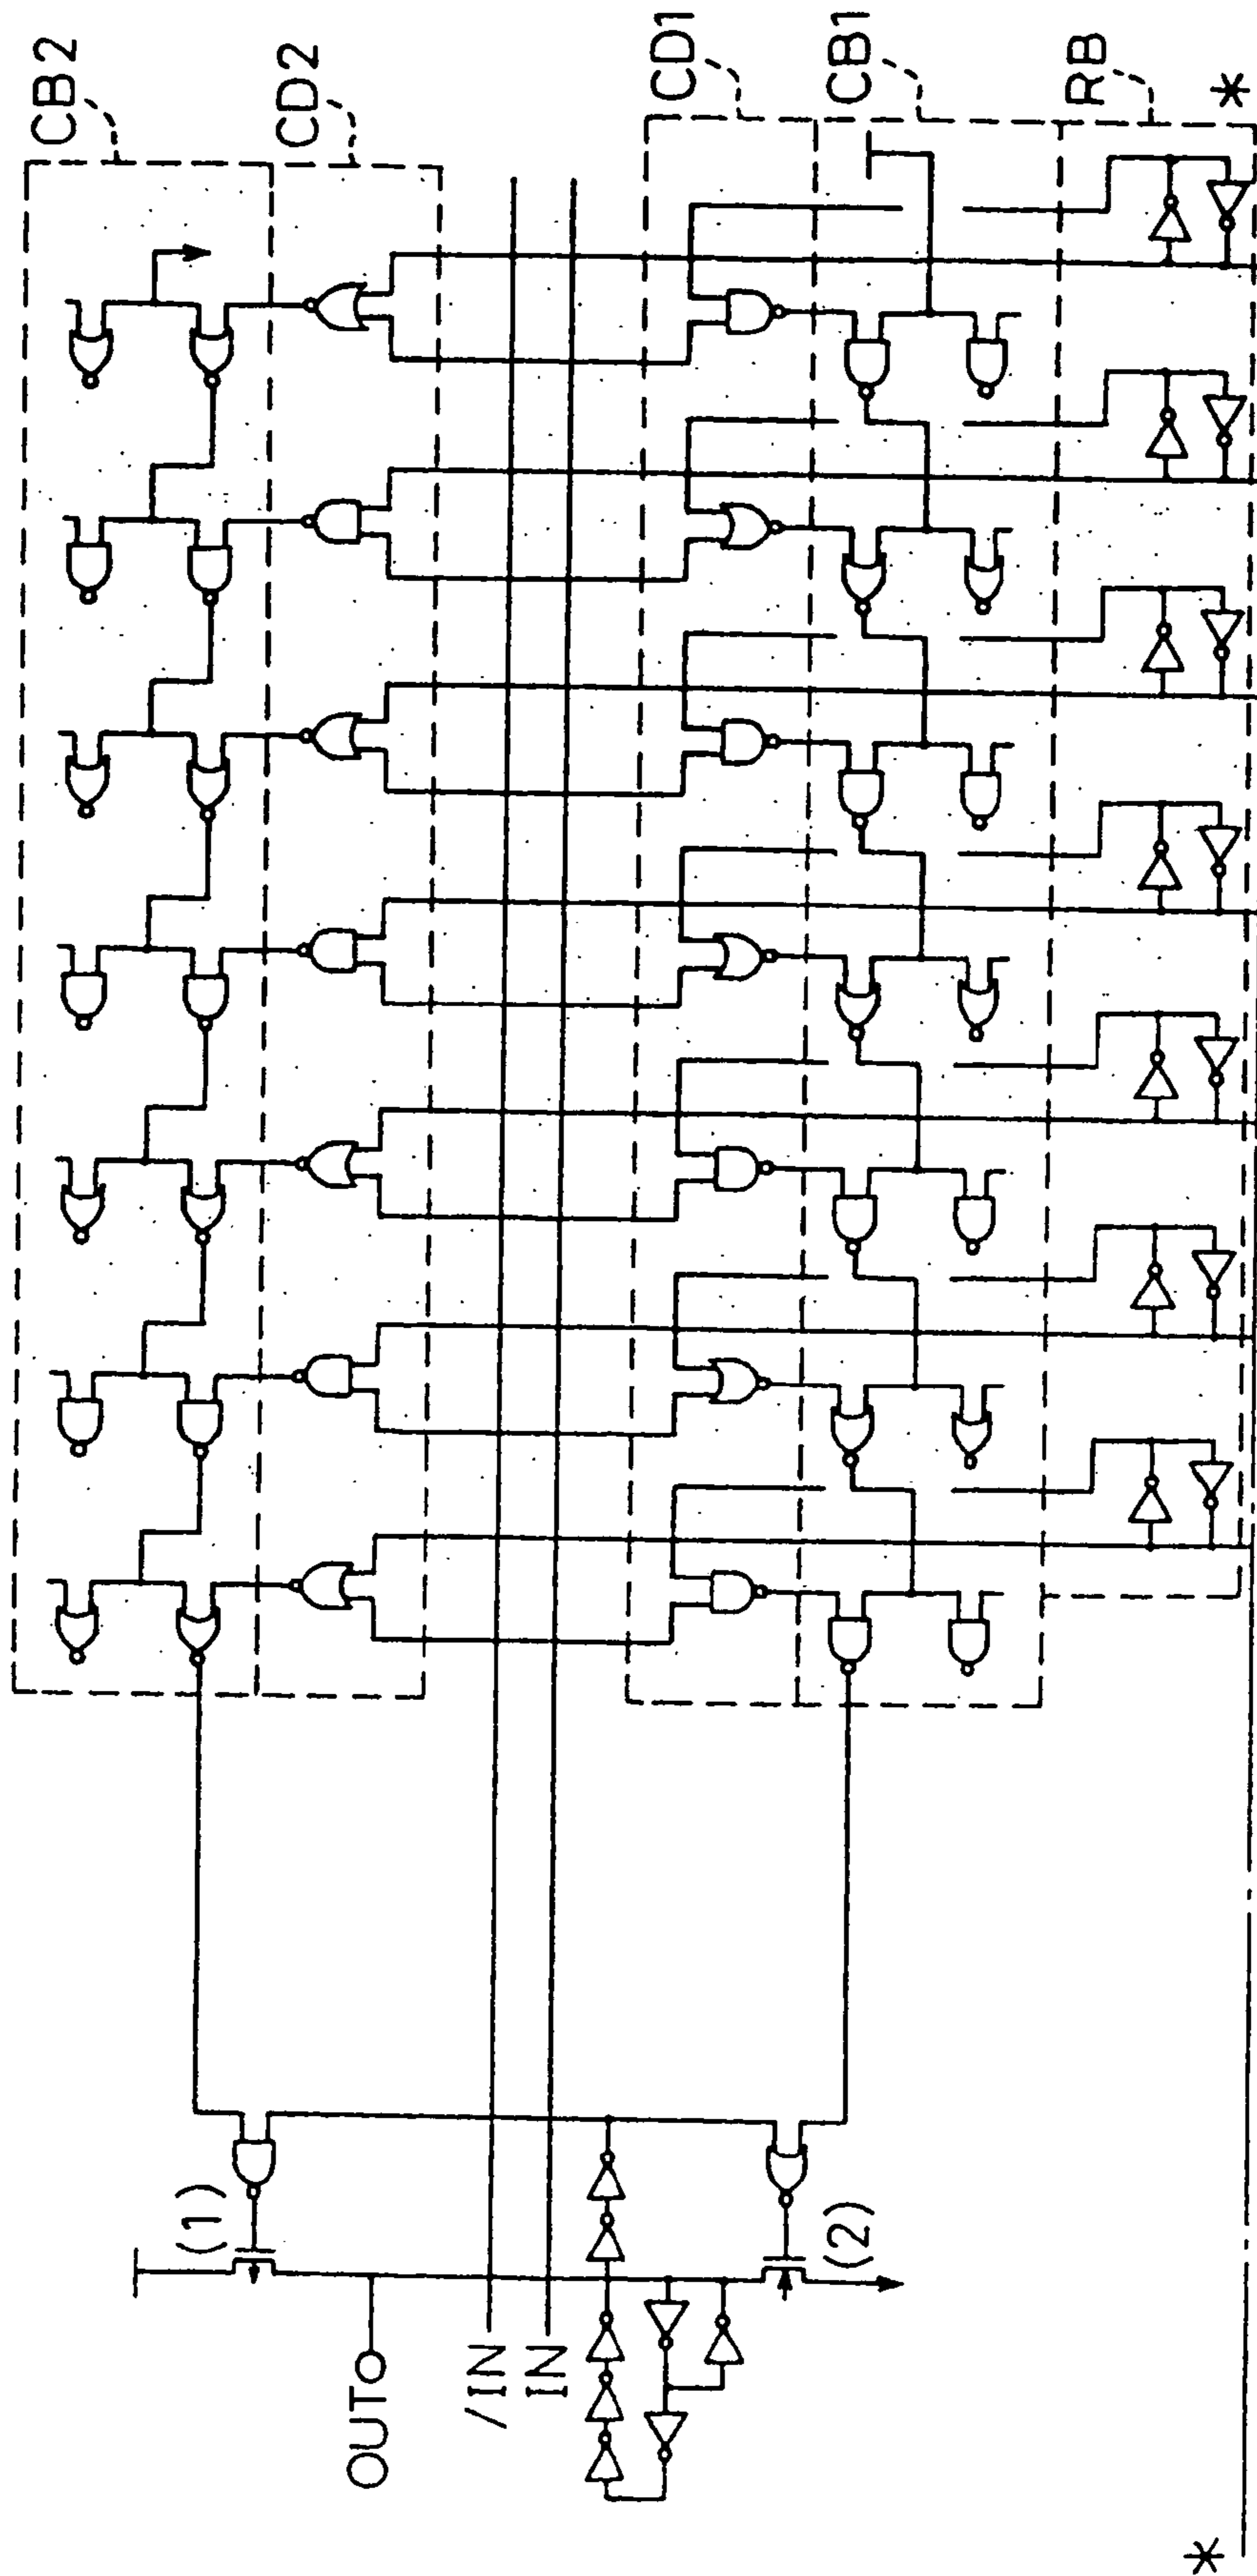 CB2
CD2
CD1
CB1
RB
*
(1)
(2)
OUT
/IN
IN
*